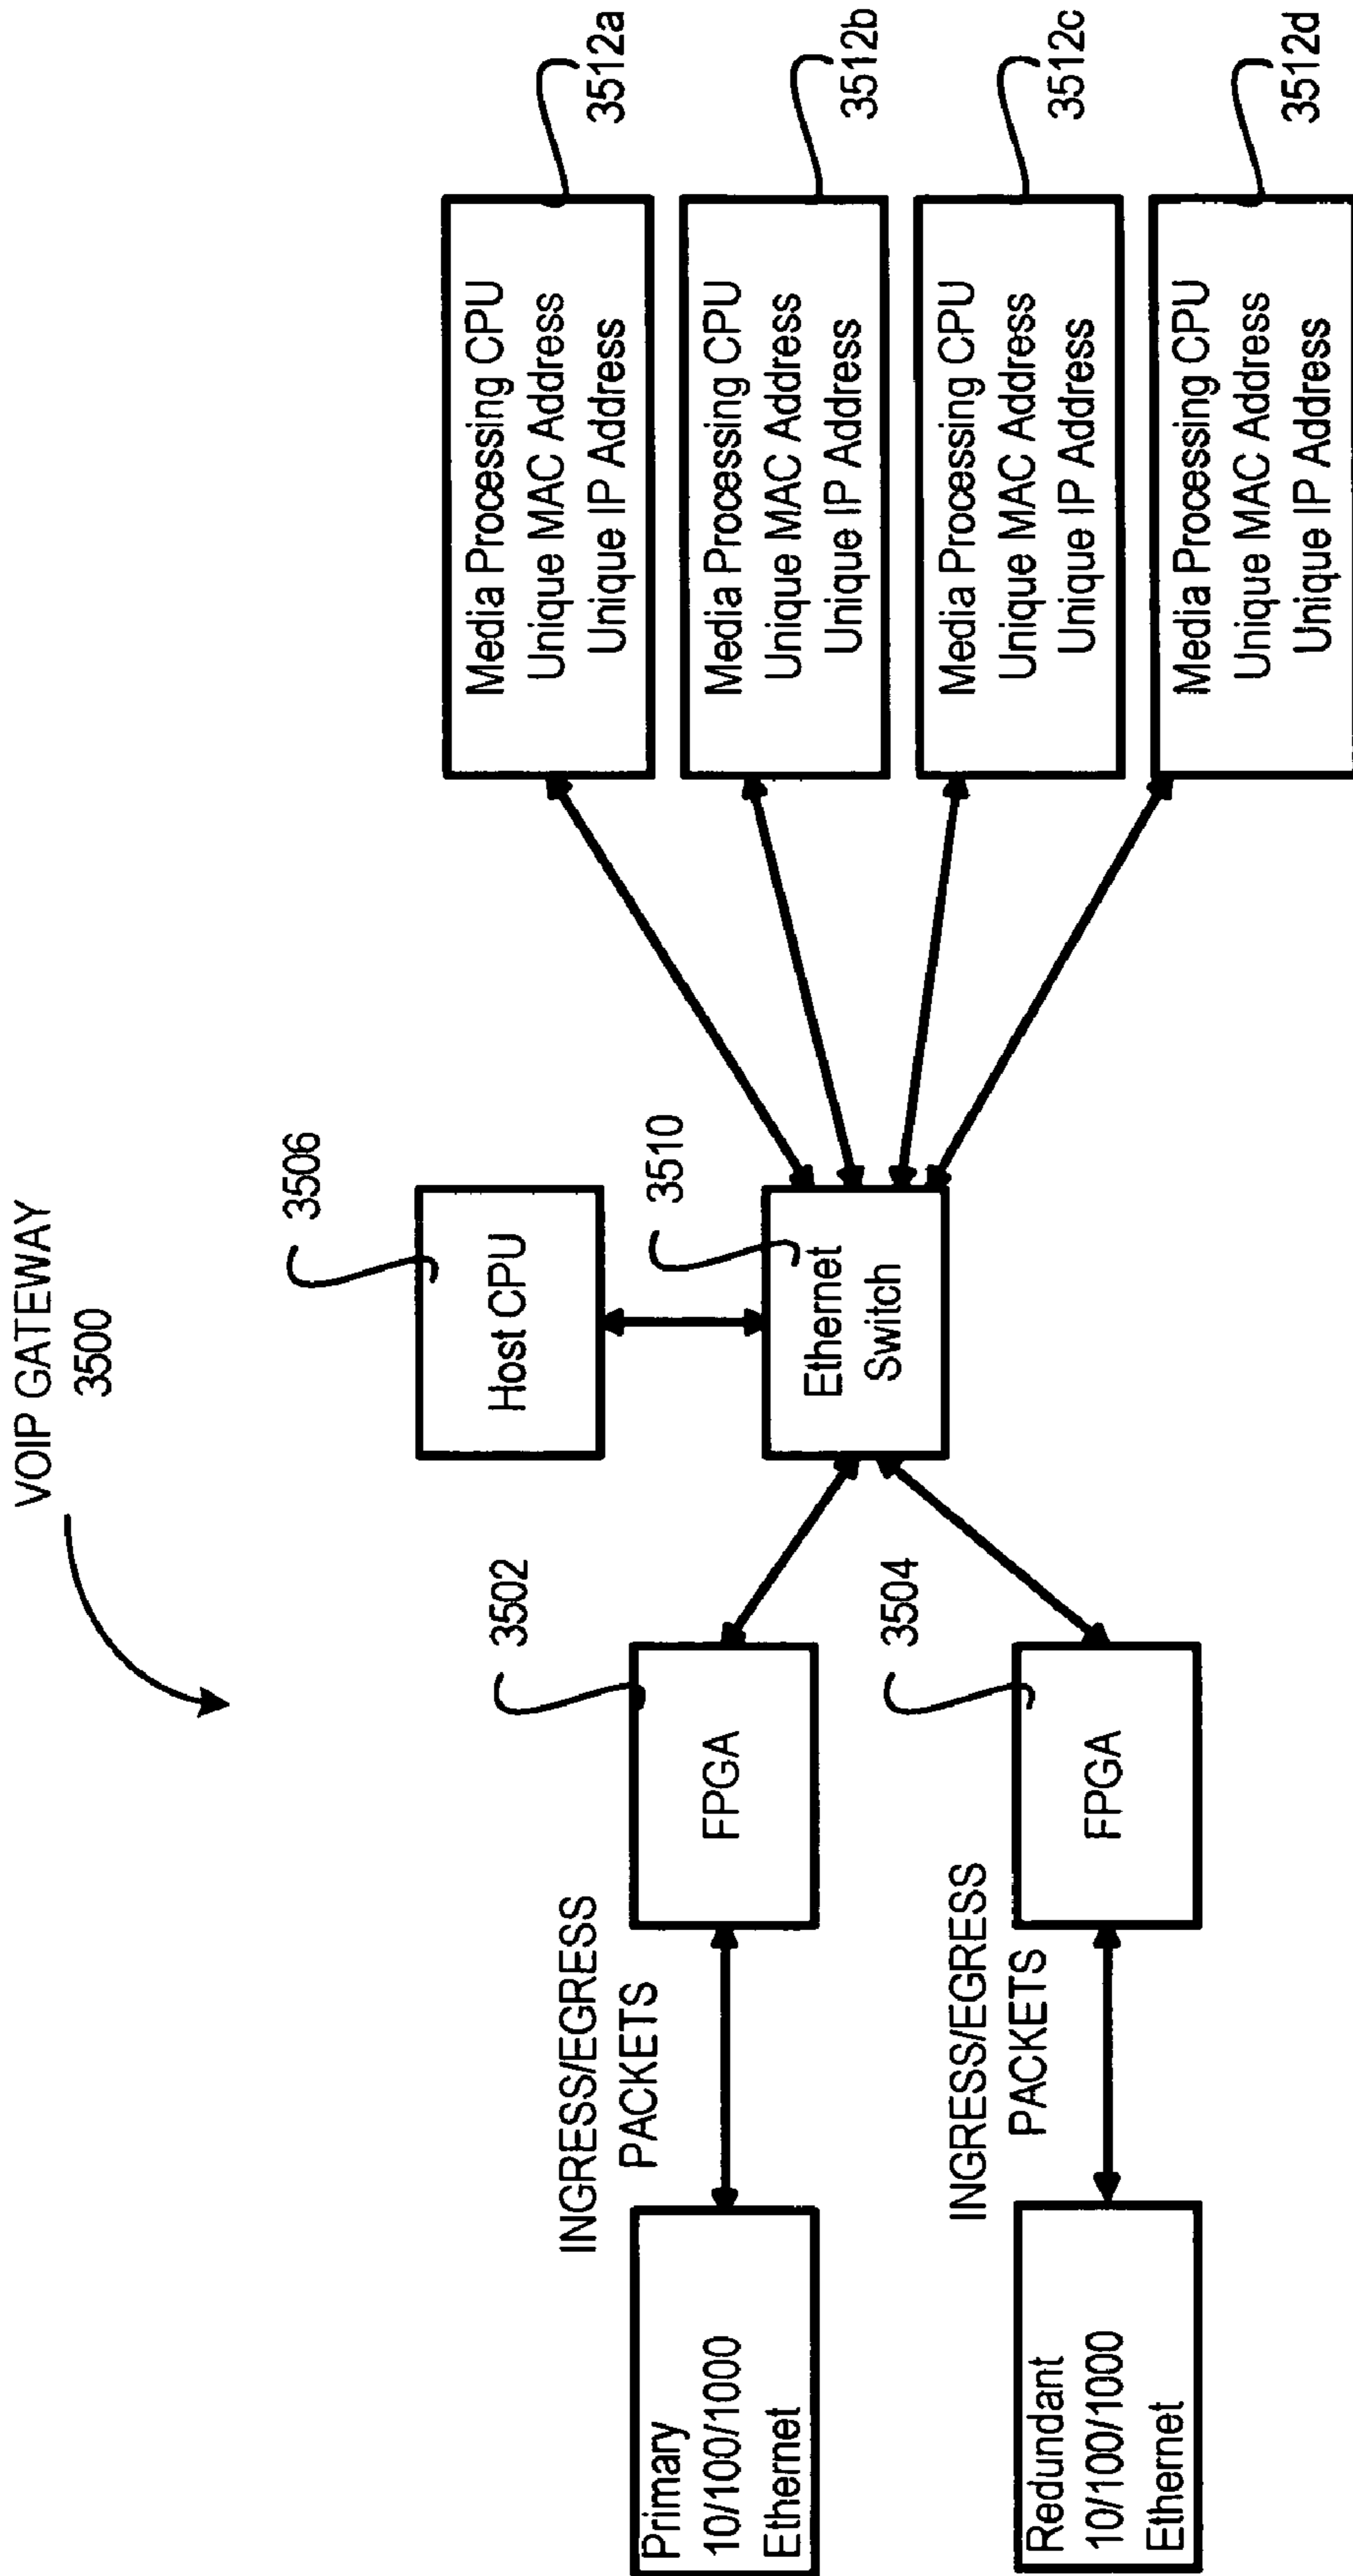 VOIP GATEWAY
3500
Primary
10/100/1000
Ethernet
INGRESS/EGRESS
PACKETS
FPGA
3502
Redundant
10/100/1000
Ethernet
INGRESS/EGRESS
PACKETS
FPGA
3504
Host CPU
3506
Ethernet
Switch
3510
Media Processing CPU
Unique MAC Address
Unique IP Address
3512a
Media Processing CPU
Unique MAC Address
Unique IP Address
3512b
Media Processing CPU
Unique MAC Address
Unique IP Address
3512c
Media Processing CPU
Unique MAC Address
Unique IP Address
3512d